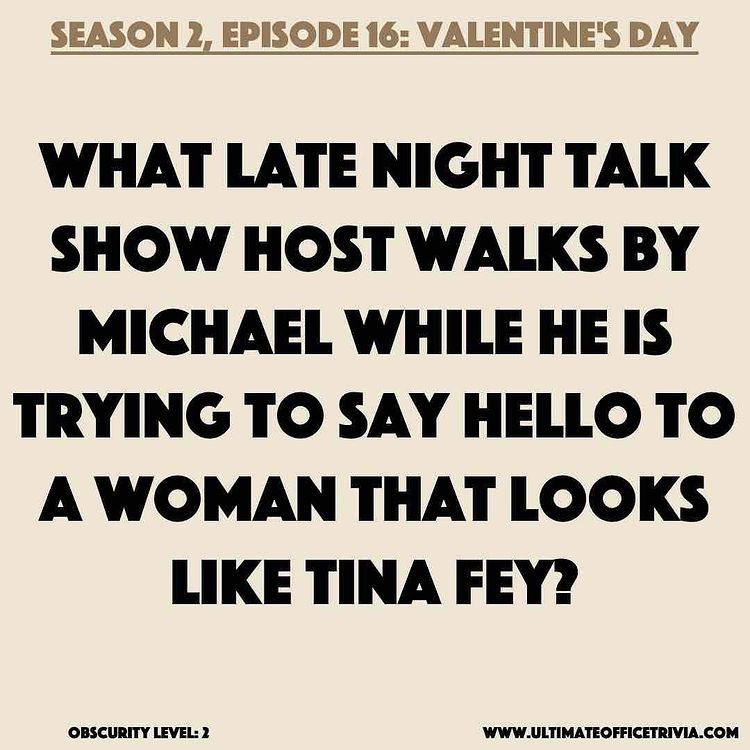 SEASON 2, EPISODE 16: VALENTINE'S DAY
WHAT LATE NIGHT TALK
SHOW HOST WALKS BY
MICHAEL WHILE HE IS
TRYING TO SAY HELLO TO
A WOMAN THAT LOOKS
LIKE TINA FEY?
OBSCURITY LEVEL: 2
WWW.ULTIMATEOFFICETRIVIA.COM